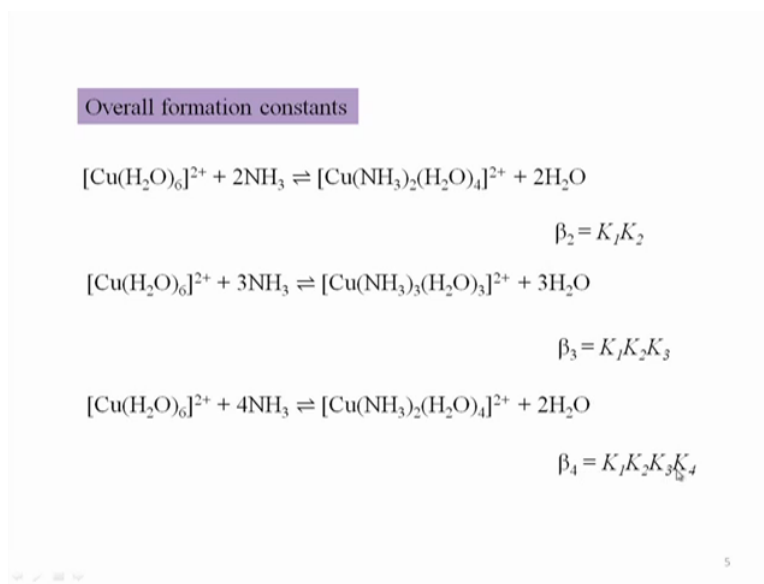 Overall formation constants
[Cu(H₂O)₆]²⁺ + 2NH₃ ⇌ [Cu(NH₃)₂(H₂O)₄]²⁺ + 2H₂O
β₂ = K₁K₂
[Cu(H₂O)₆]²⁺ + 3NH₃ ⇌ [Cu(NH₃)₃(H₂O)₃]²⁺ + 3H₂O
β₃ = K₁K₂K₃
[Cu(H₂O)₆]²⁺ + 4NH₃ ⇌ [Cu(NH₃)₂(H₂O)₄]²⁺ + 2H₂O
β₄ = K₁K₂K₃K₄
5